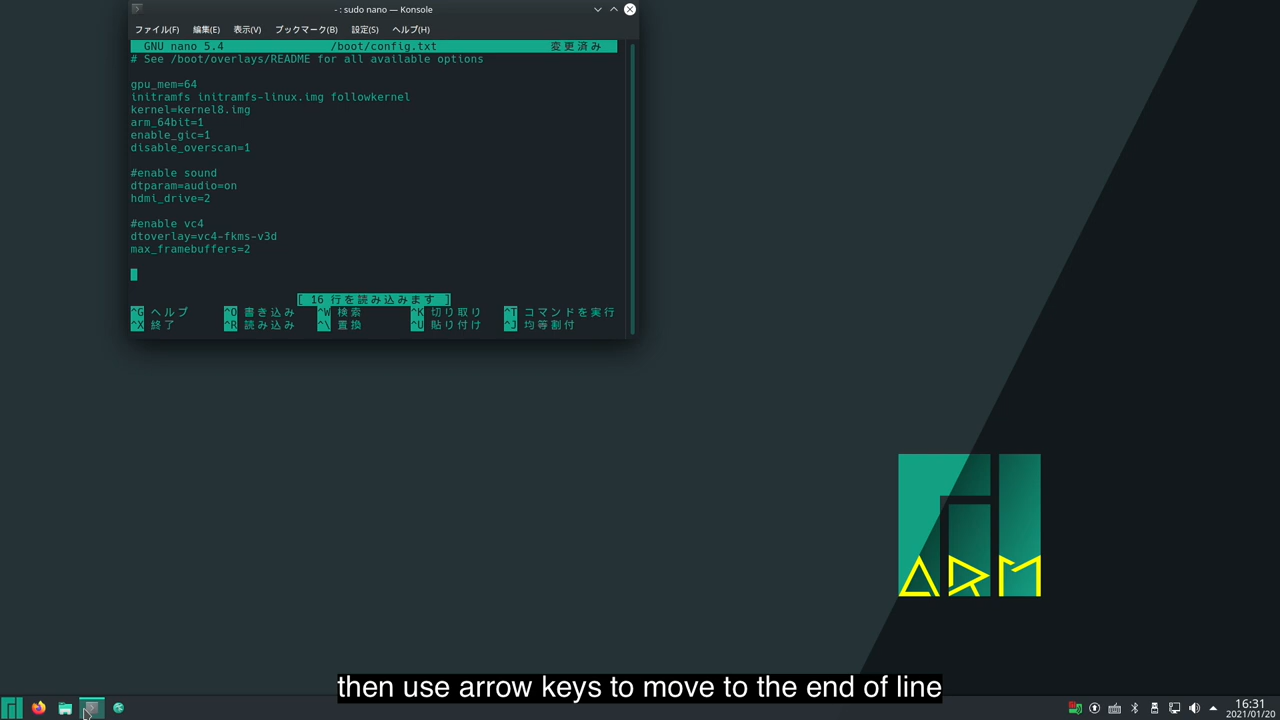 - : sudo nano — Konsole
ファイル(F) 編集(E) 表示(V) ブックマーク(B) 設定(S) ヘルプ(H)
GNU nano 5.4 /boot/config.txt 変更済み
# See /boot/overlays/README for all available options
gpu_mem=64
initramfs initramfs-linux.img followkernel
kernel=kernel8.img
arm_64bit=1
enable_gic=1
disable_overscan=1
#enable sound
dtparam=audio=on
hdmi_drive=2
#enable vc4
dtoverlay=vc4-fkms-v3d
max_framebuffers=2
[ 16 行を読み込みます ]
^G ヘルプ ^O 書き込み ^W 検索 ^K 切り取り ^T コマンドを実行
^X 終了 ^R 読み込み ^\ 置換 ^U 貼り付け ^J 均等割付
ARM
then use arrow keys to move to the end of line
16:31
2021/01/20